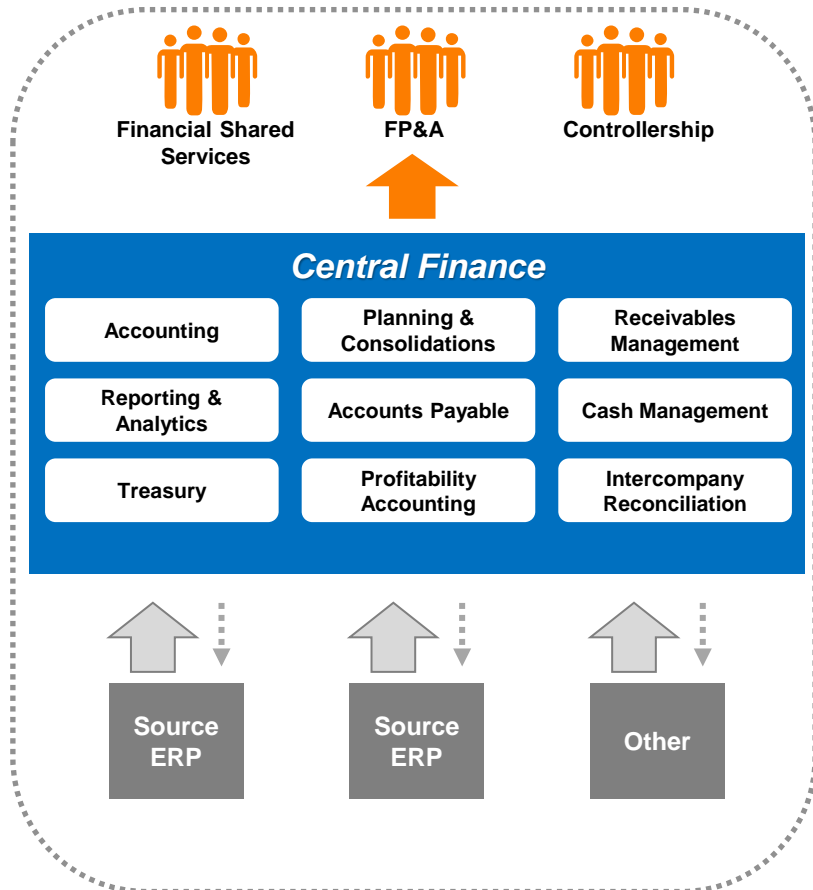 Financial Shared
Services
FP&A
Controllership
Central Finance
Accounting
Planning &
Consolidations
Receivables
Management
Reporting &
Analytics
Accounts Payable
Cash Management
Treasury
Profitability
Accounting
Intercompany
Reconciliation
Source
ERP
Source
ERP
Other